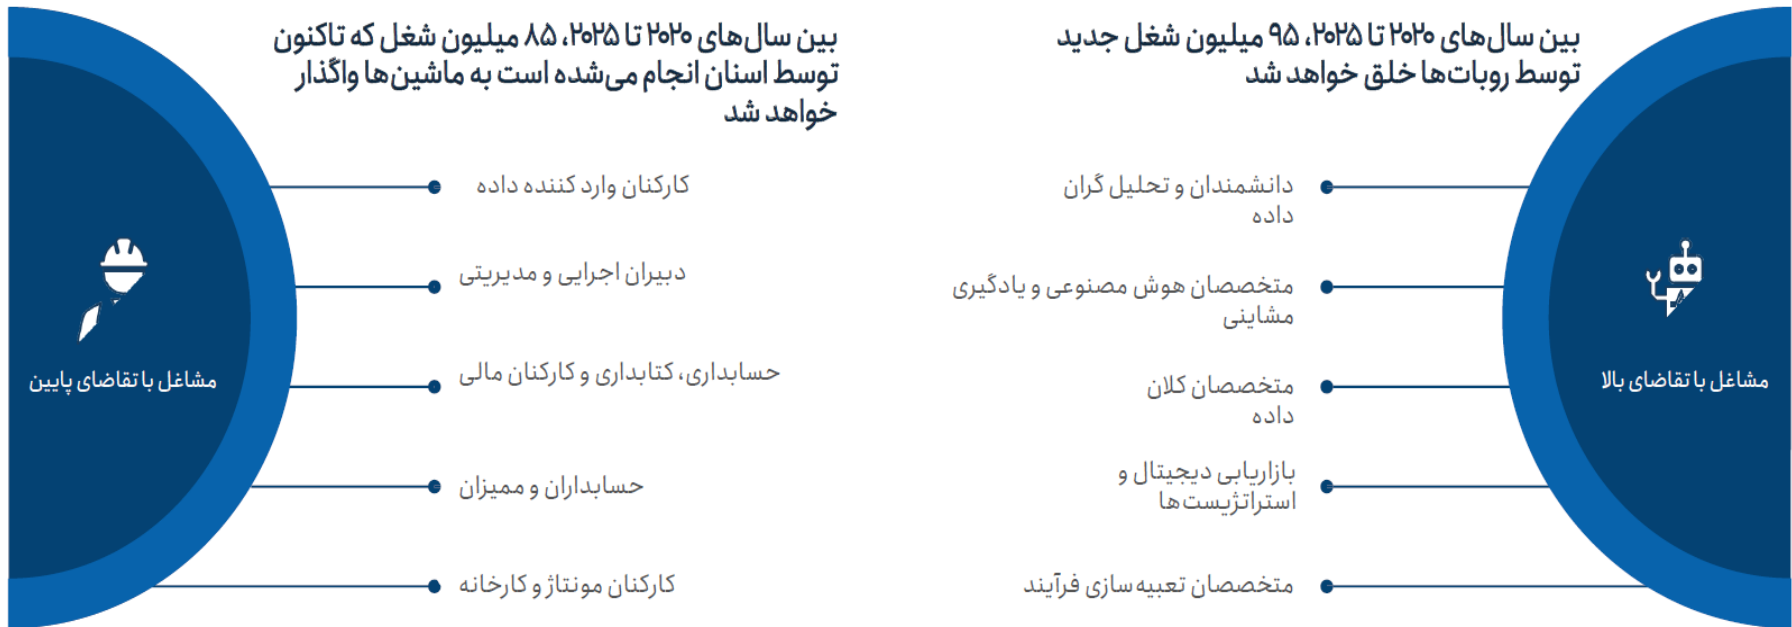 بین سال‌های ۲۰۲۰ تا ۲۰۲۵، ۹۵ میلیون شغل جدید
توسط روبات‌ها خلق خواهد شد
دانشمندان و تحلیل گران
داده
متخصصان هوش مصنوعی و یادگیری
مشاینی
متخصصان کلان
داده
بازاریابی دیجیتال و
استراتژیست‌ها
متخصصان تعبیه‌سازی فرآیند
مشاغل با تقاضای بالا
بین سال‌های ۲۰۲۰ تا ۲۰۲۵، ۸۵ میلیون شغل که تاکنون
توسط اسنان انجام می‌شده است به ماشین‌ها واگذار
خواهد شد
کارکنان وارد کننده داده
دبیران اجرایی و مدیریتی
حسابداری، کتابداری و کارکنان مالی
حسابداران و ممیزان
کارکنان مونتاژ و کارخانه
مشاغل با تقاضای پایین